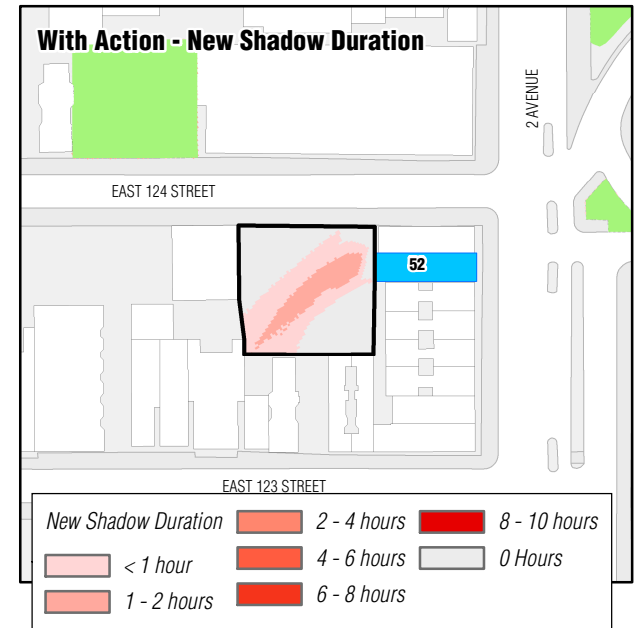 With Action - New Shadow Duration
2 AVENUE
EAST 124 STREET
52
EAST 123 STREET
New Shadow Duration
< 1 hour
1 - 2 hours
2 - 4 hours
4 - 6 hours
6 - 8 hours
8 - 10 hours
0 Hours